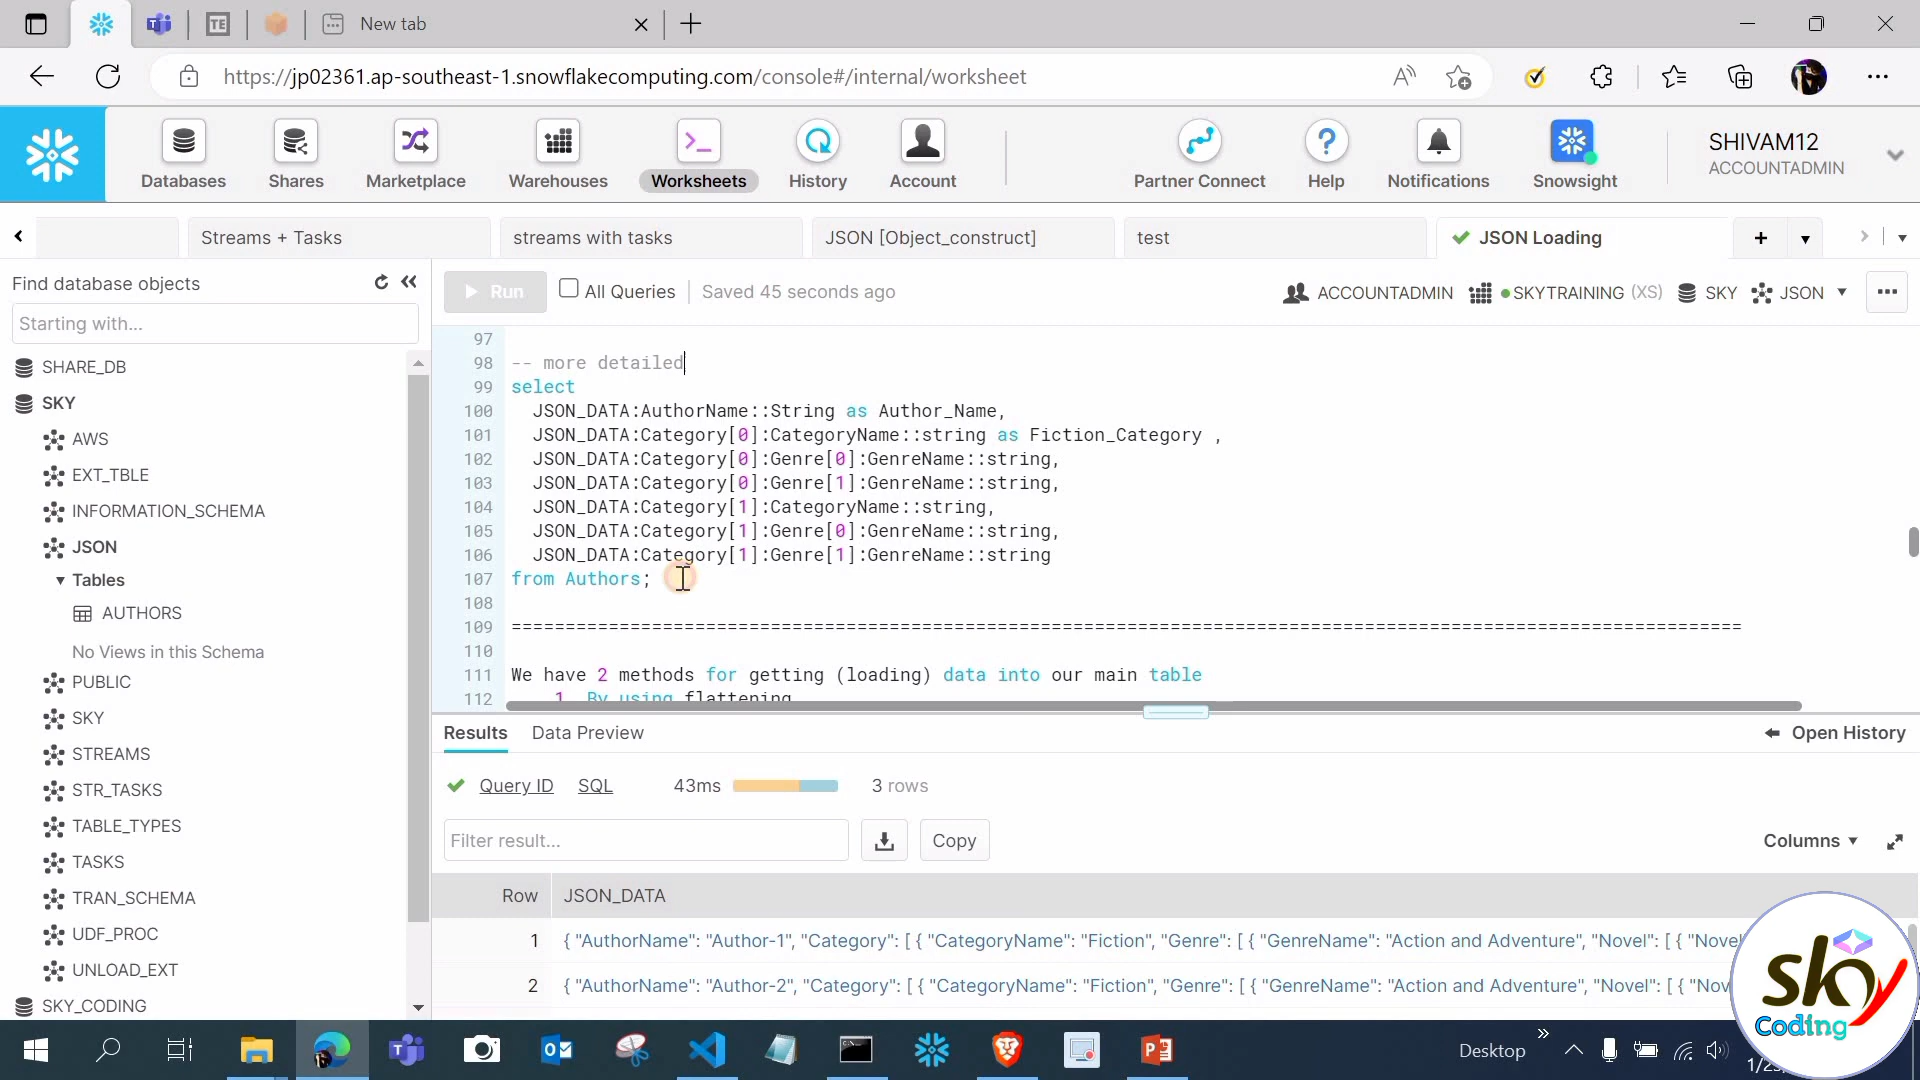 TE
New tab
https://jp02361.ap-southeast-1.snowflakecomputing.com/console#/internal/worksheet
Databases
Shares
Marketplace
Warehouses
Worksheets
History
Account
Partner Connect
Help
Notifications
Snowsight
SHIVAM12
ACCOUNTADMIN
Streams + Tasks
streams with tasks
JSON [Object_construct]
test
JSON Loading
Find database objects
Starting with...
SHARE_DB
SKY
AWS
EXT_TBLE
INFORMATION_SCHEMA
JSON
Tables
AUTHORS
No Views in this Schema
PUBLIC
SKY
STREAMS
STR_TASKS
TABLE_TYPES
TASKS
TRAN_SCHEMA
UDF_PROC
UNLOAD_EXT
SKY_CODING
Run
All Queries
Saved 45 seconds ago
ACCOUNTADMIN
SKYTRAINING (XS)
SKY
JSON
97
98 -- more detailed
99 select
100 JSON_DATA:AuthorName::String as Author_Name,
101 JSON_DATA:Category[0]:CategoryName::string as Fiction_Category ,
102 JSON_DATA:Category[0]:Genre[0]:GenreName::string,
103 JSON_DATA:Category[0]:Genre[1]:GenreName::string,
104 JSON_DATA:Category[1]:CategoryName::string,
105 JSON_DATA:Category[1]:Genre[0]:GenreName::string,
106 JSON_DATA:Category[1]:Genre[1]:GenreName::string
107 from Authors;
108
109 ==================================================================================================================
110
111 We have 2 methods for getting (loading) data into our main table
112 1. By using flattening
Results
Data Preview
Open History
Query ID
SQL
43ms
3 rows
Filter result...
Copy
Columns
Row JSON_DATA
1 { "AuthorName": "Author-1", "Category": [ { "CategoryName": "Fiction", "Genre": [ { "GenreName": "Action and Adventure", "Novel": [ { "Nove
2 { "AuthorName": "Author-2", "Category": [ { "CategoryName": "Fiction", "Genre": [ { "GenreName": "Action and Adventure", "Novel": [ { "Nov
sky
Coding
Desktop